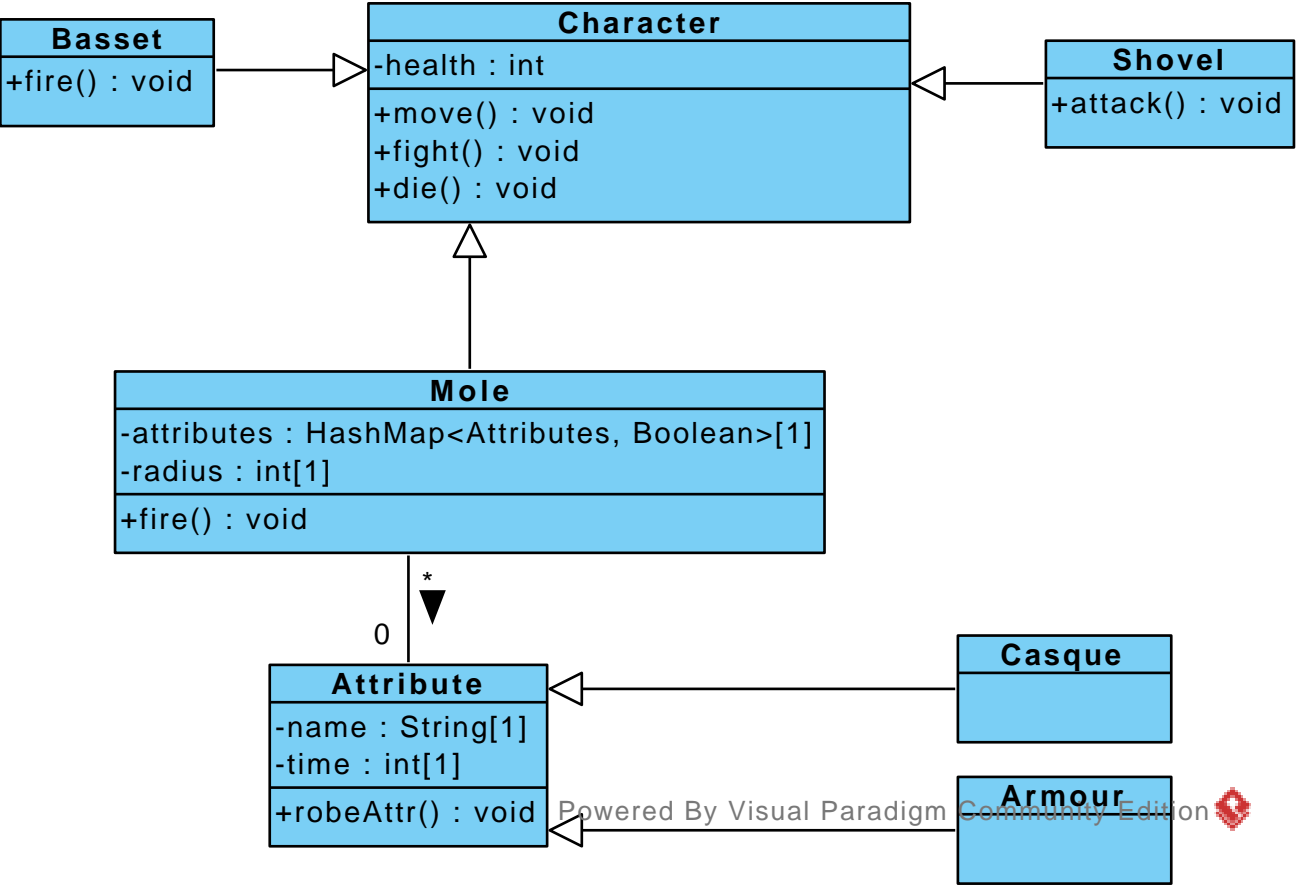 Basset
+fire() : void
Character
-health : int
+move() : void
+fight() : void
+die() : void
Shovel
+attack() : void
Mole
-attributes : HashMap<Attributes, Boolean>[1]
-radius : int[1]
+fire() : void
*
0
Attribute
-name : String[1]
-time : int[1]
+robeAttr() : void
Casque
Armour
Powered By Visual Paradigm Community Edition